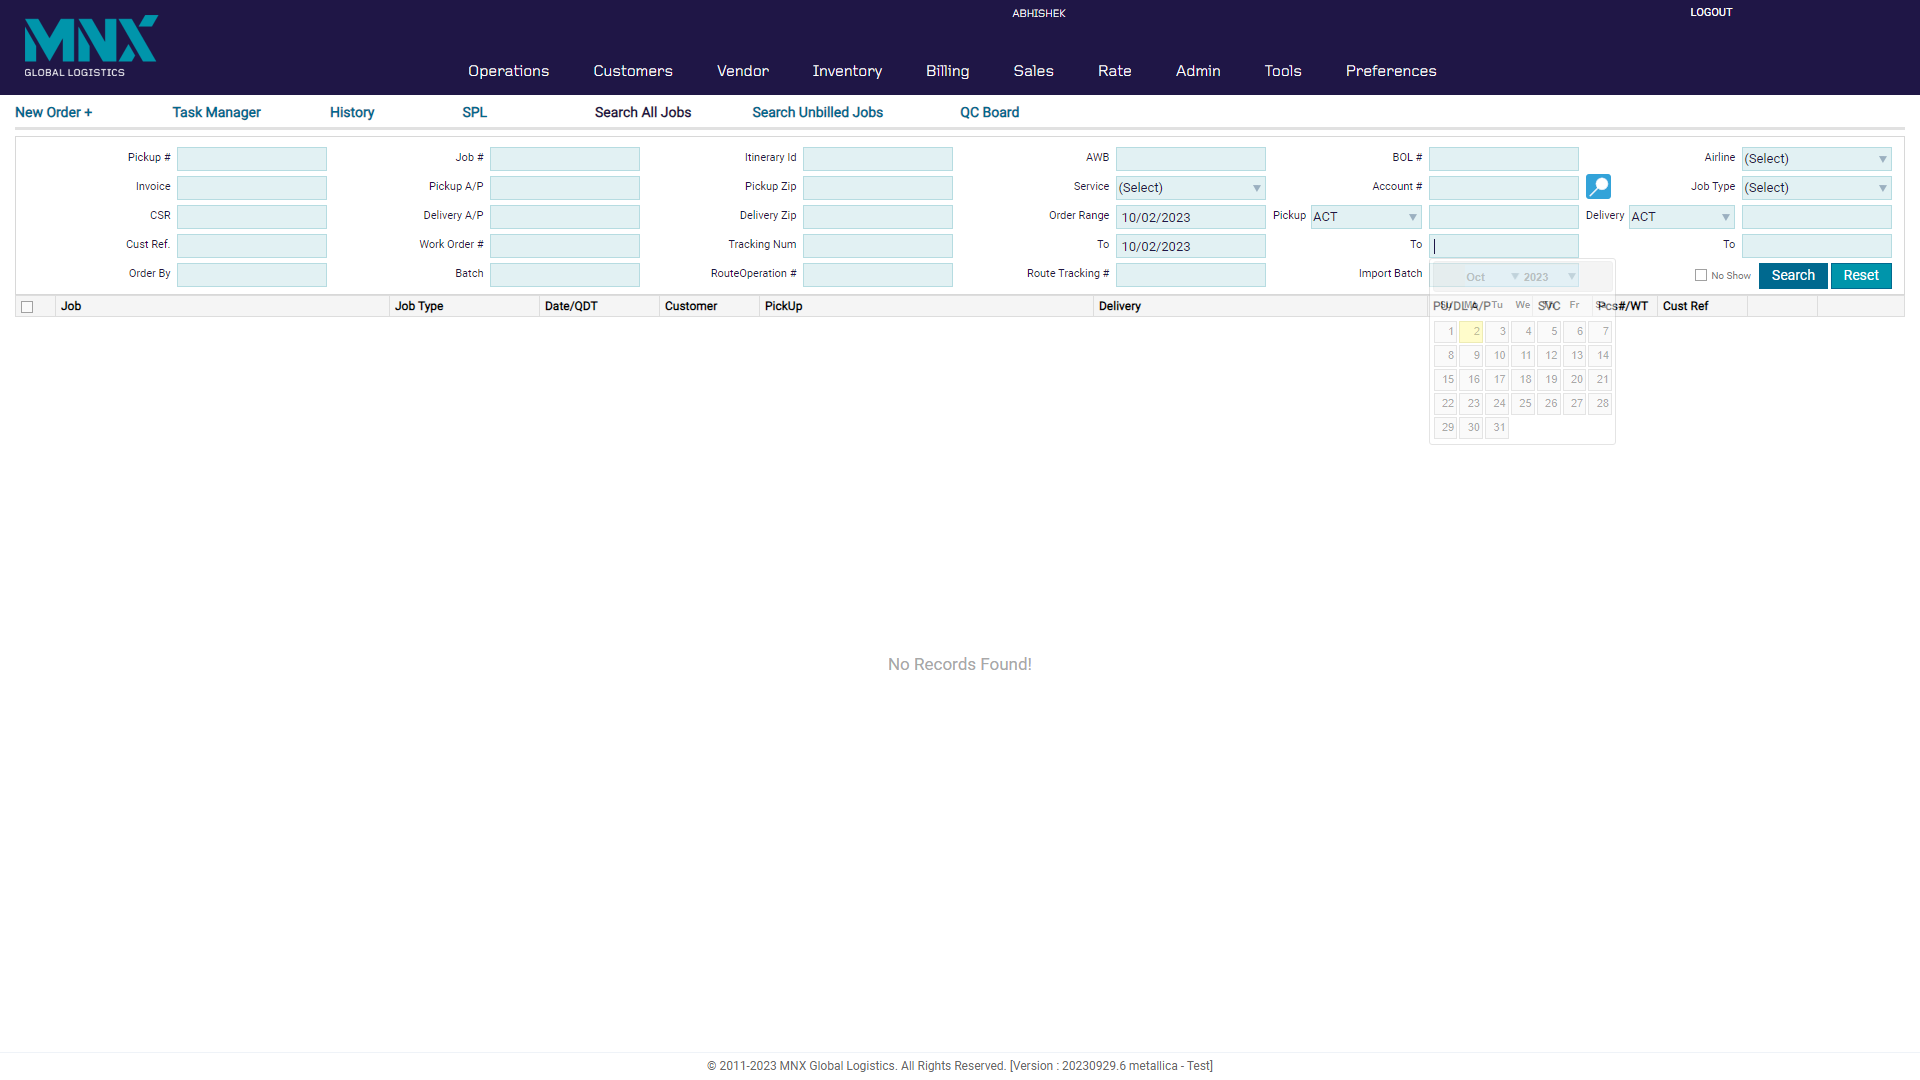 MNX
GLOBAL LOGISTICS
ABHISHEK
LOGOUT
Operations Customers Vendor Inventory Billing Sales Rate Admin Tools Preferences
New Order + Task Manager History SPL Search All Jobs Search Unbilled Jobs QC Board
Pickup # Job # Itinerary Id AWB BOL # Airline (Select)
Invoice Pickup A/P Pickup Zip Service (Select) Account # Job Type (Select)
CSR Delivery A/P Delivery Zip Order Range 10/02/2023 Pickup ACT Delivery ACT
Cust Ref. Work Order # Tracking Num To 10/02/2023 To To
Order By Batch RouteOperation # Route Tracking # Import Batch No Show Search Reset
Oct 2023
Job Job Type Date/QDT Customer PickUp Delivery PU/DL A/P SVC Pcs#/WT Cust Ref
Su Mo Tu We Th Fr Sa
1 2 3 4 5 6 7
8 9 10 11 12 13 14
15 16 17 18 19 20 21
22 23 24 25 26 27 28
29 30 31
No Records Found!
© 2011-2023 MNX Global Logistics. All Rights Reserved. [Version : 20230929.6 metallica - Test]